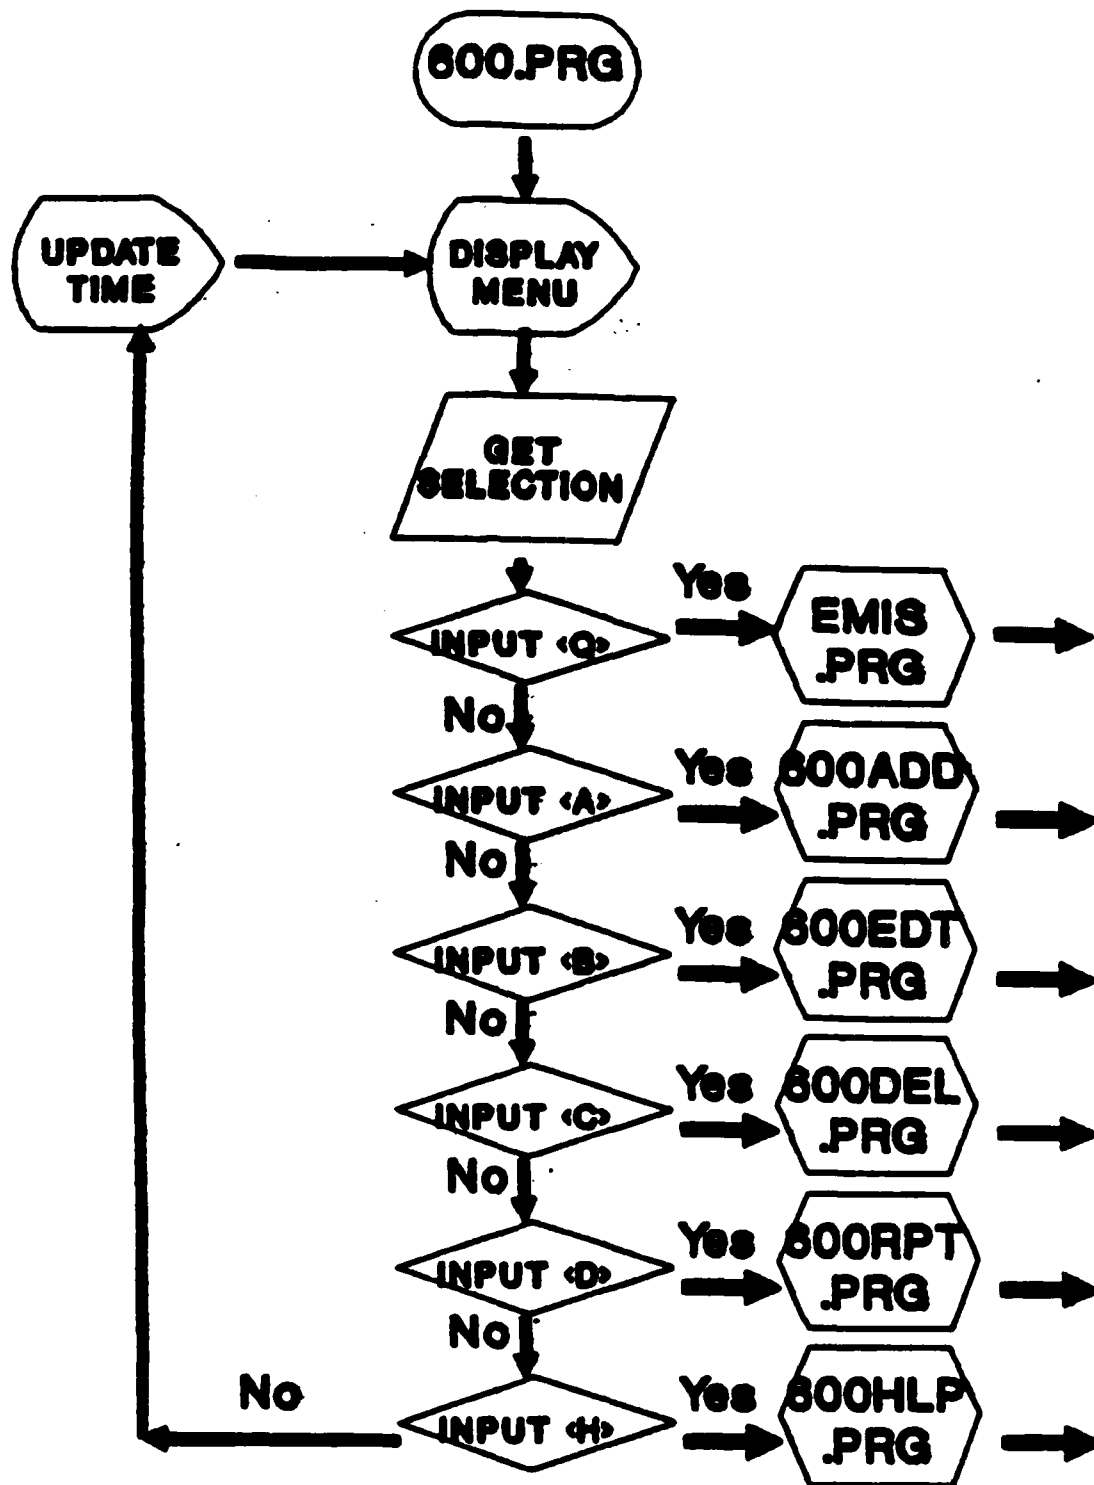 600.PRG
UPDATE
TIME
DISPLAY
MENU
GET
SELECTION
INPUT <Q>
Yes
EMIS
.PRG
No
INPUT <A>
Yes
600ADD
.PRG
No
INPUT <B>
Yes
600EDT
.PRG
No
INPUT <C>
Yes
600DEL
.PRG
No
INPUT <D>
Yes
600RPT
.PRG
No
No
INPUT <H>
Yes
600HLP
.PRG